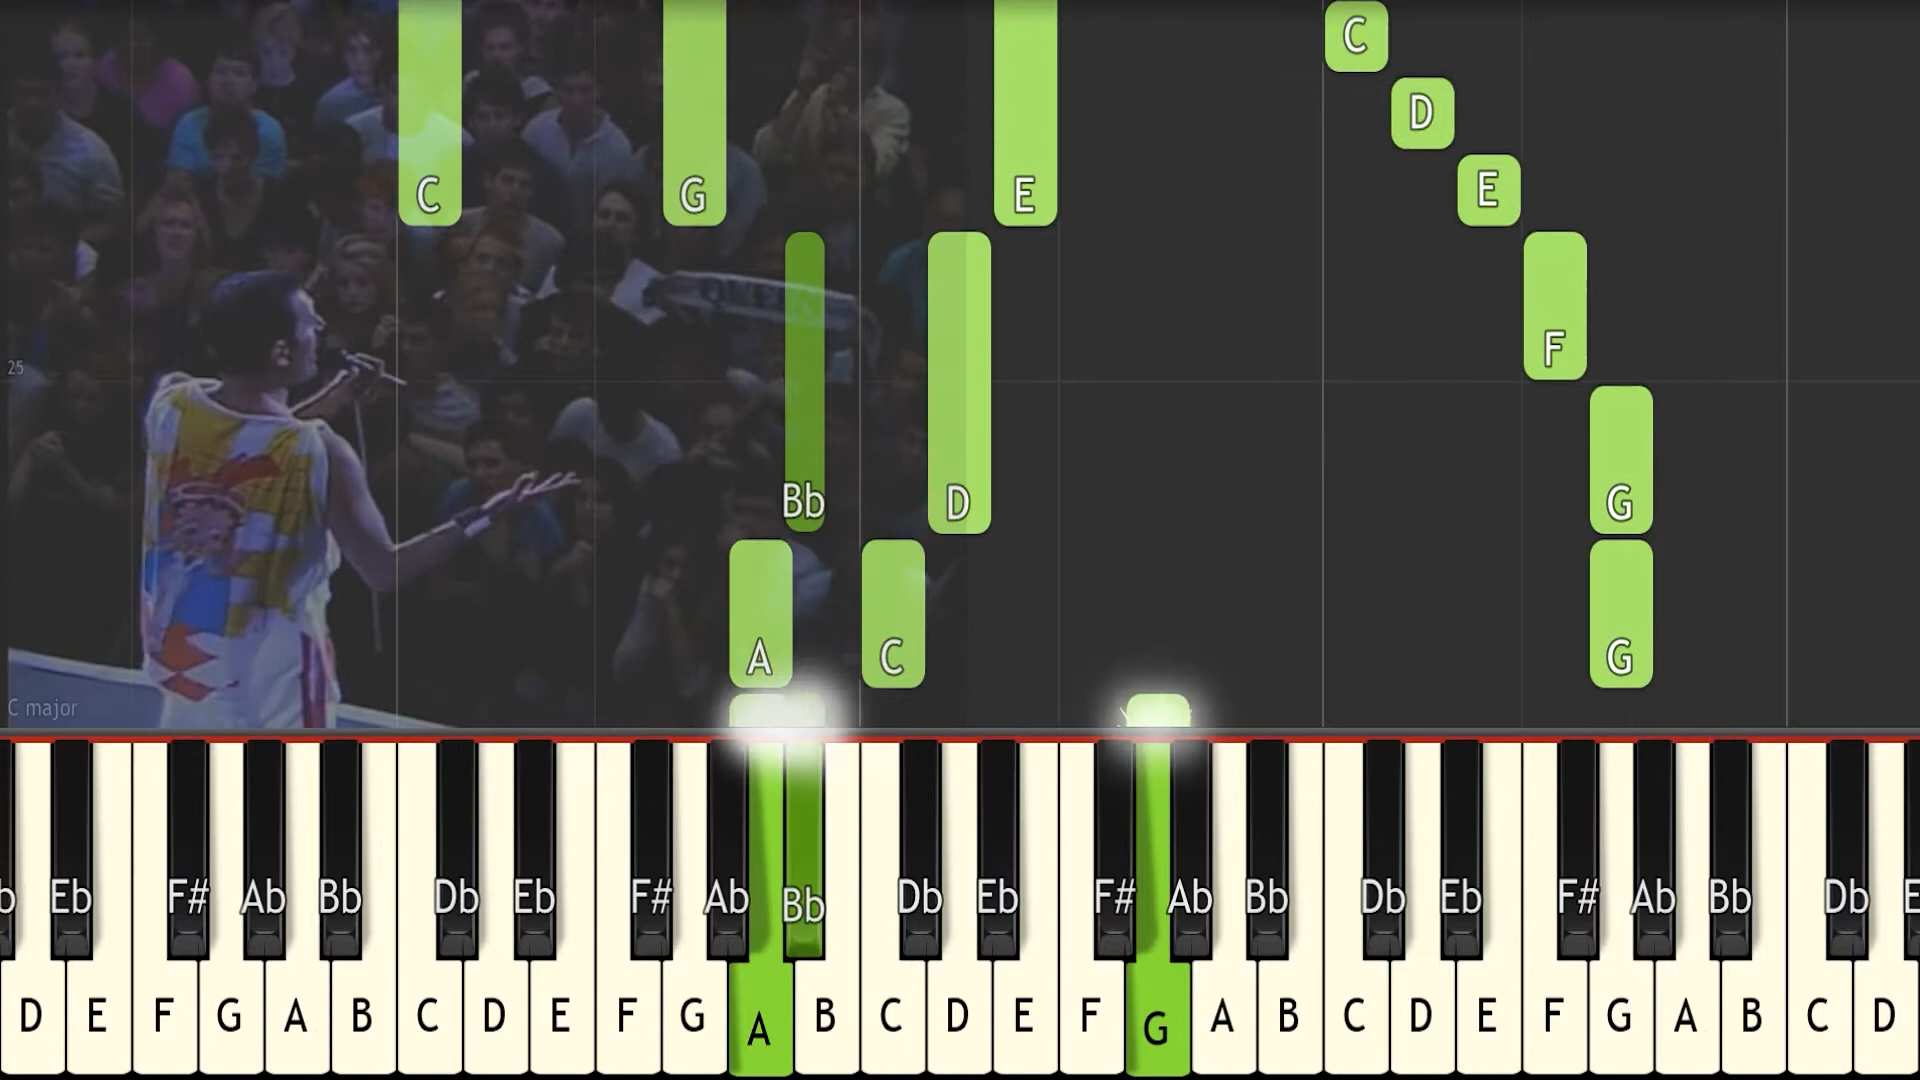 C G E C
D
E
25 F
Bb D G
A C G
C major
Eb F# Ab Bb Db Eb F# Ab Bb Db Eb F# Ab Bb Db Eb F# Ab Bb Db
D E F G A B C D E F G A B C D E F G A B C D E F G A B C D